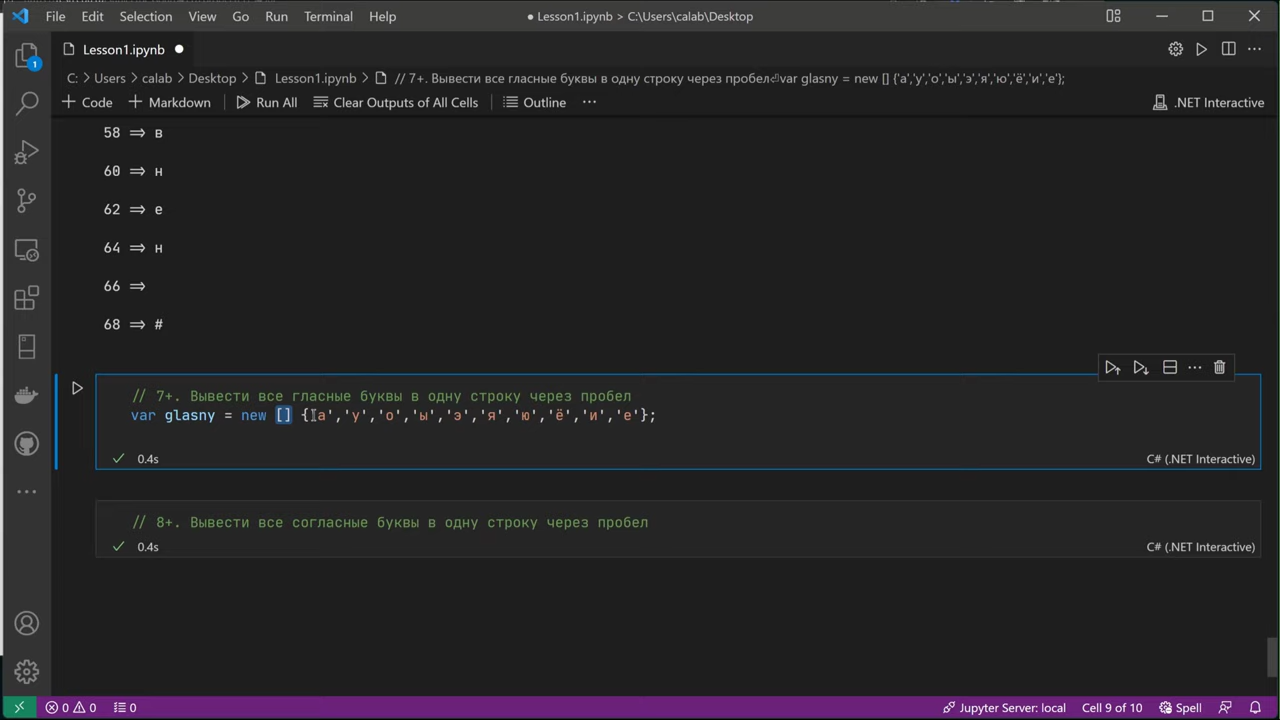 File Edit Selection View Go Run Terminal Help
● Lesson1.ipynb > C:\Users\calab\Desktop
Lesson1.ipynb ●
1
C: > Users > calab > Desktop > Lesson1.ipynb > // 7+. Вывести все гласные буквы в одну строку через пробел⏎var glasny = new [] {'а','у','о','ы','э','я','ю','ё','и','е'};
+ Code + Markdown Run All Clear Outputs of All Cells Outline ··· .NET Interactive
58 => в
60 => н
62 => е
64 => н
66 =>
68 => #
// 7+. Вывести все гласные буквы в одну строку через пробел
var glasny = new [] {'а','у','о','ы','э','я','ю','ё','и','е'};
0.4s C# (.NET Interactive)
// 8+. Вывести все согласные буквы в одну строку через пробел
0.4s C# (.NET Interactive)
0 0 0 Jupyter Server: local Cell 9 of 10 Spell